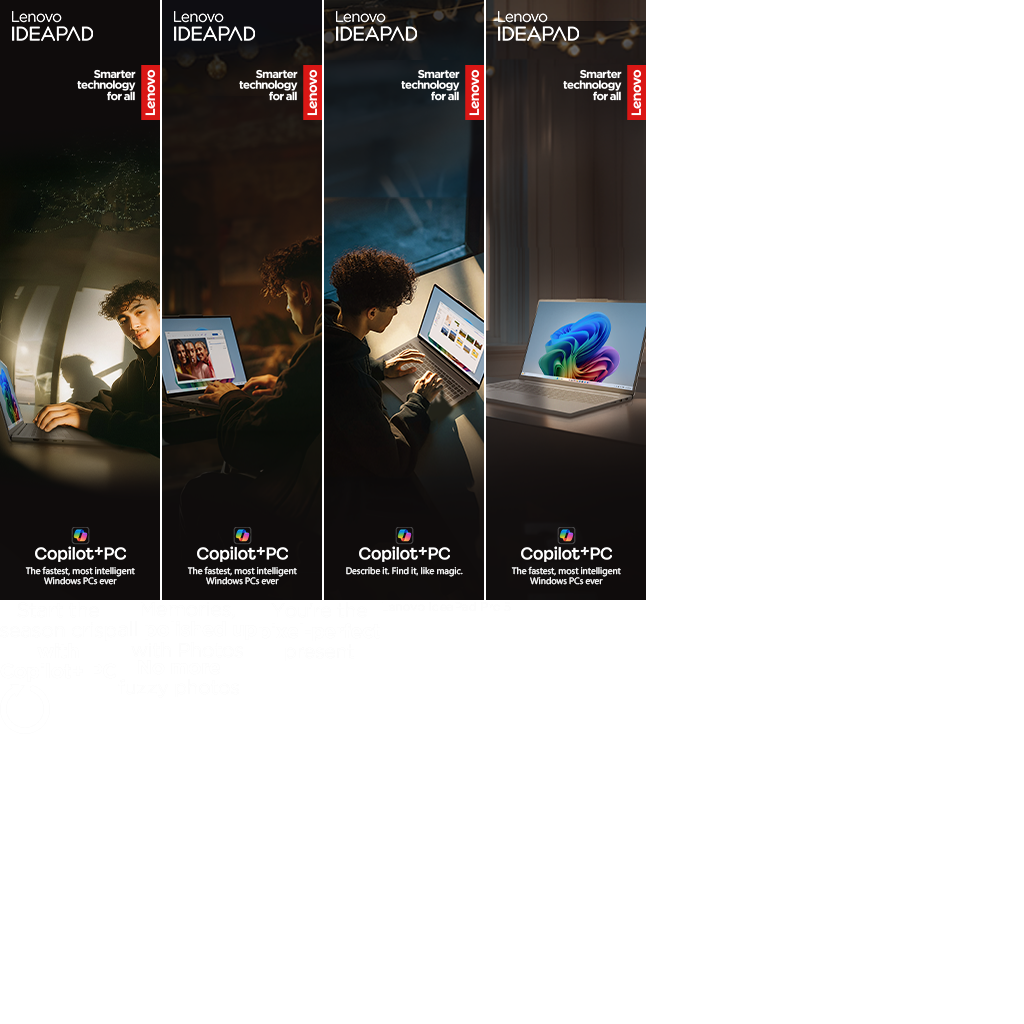 Lenovo
IDEAPAD
Smarter
technology
for all
Lenovo
Copilot+PC
The fastest, most intelligent
Windows PCs ever
Lenovo
IDEAPAD
Smarter
technology
for all
Lenovo
Copilot+PC
The fastest, most intelligent
Windows PCs ever
Lenovo
IDEAPAD
Smarter
technology
for all
Lenovo
Copilot+PC
Describe it. Find it, like magic.
Lenovo
IDEAPAD
Smarter
technology
for all
Lenovo
Copilot+PC
The fastest, most intelligent
Windows PCs ever